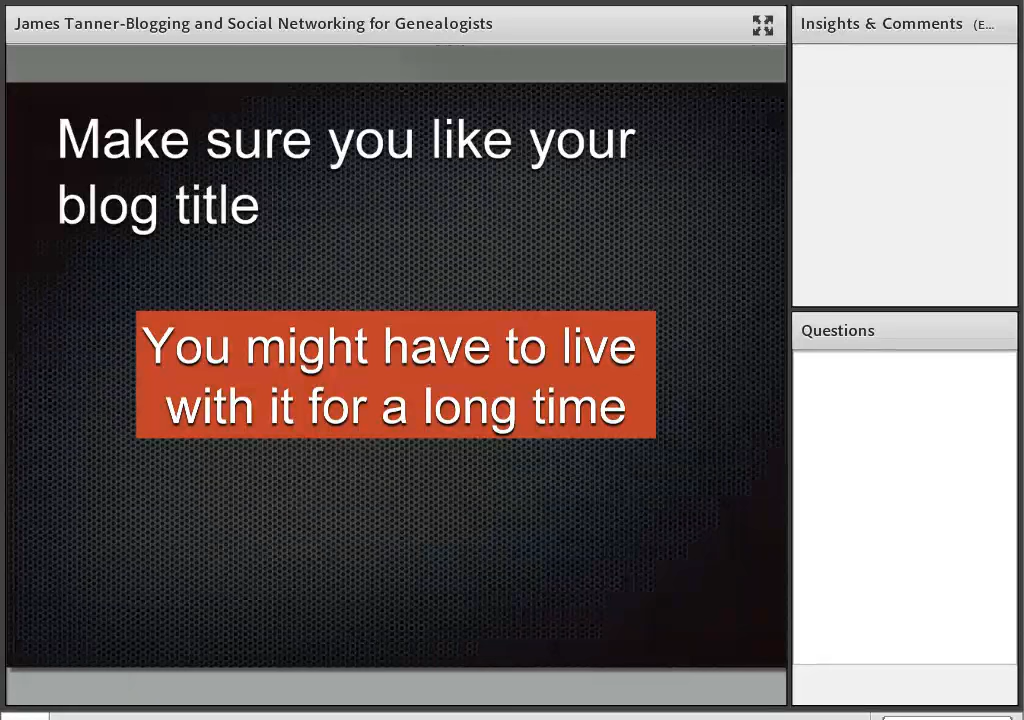 James Tanner-Blogging and Social Networking for Genealogists
Insights & Comments (E...
Make sure you like your
blog title
You might have to live
with it for a long time
Questions